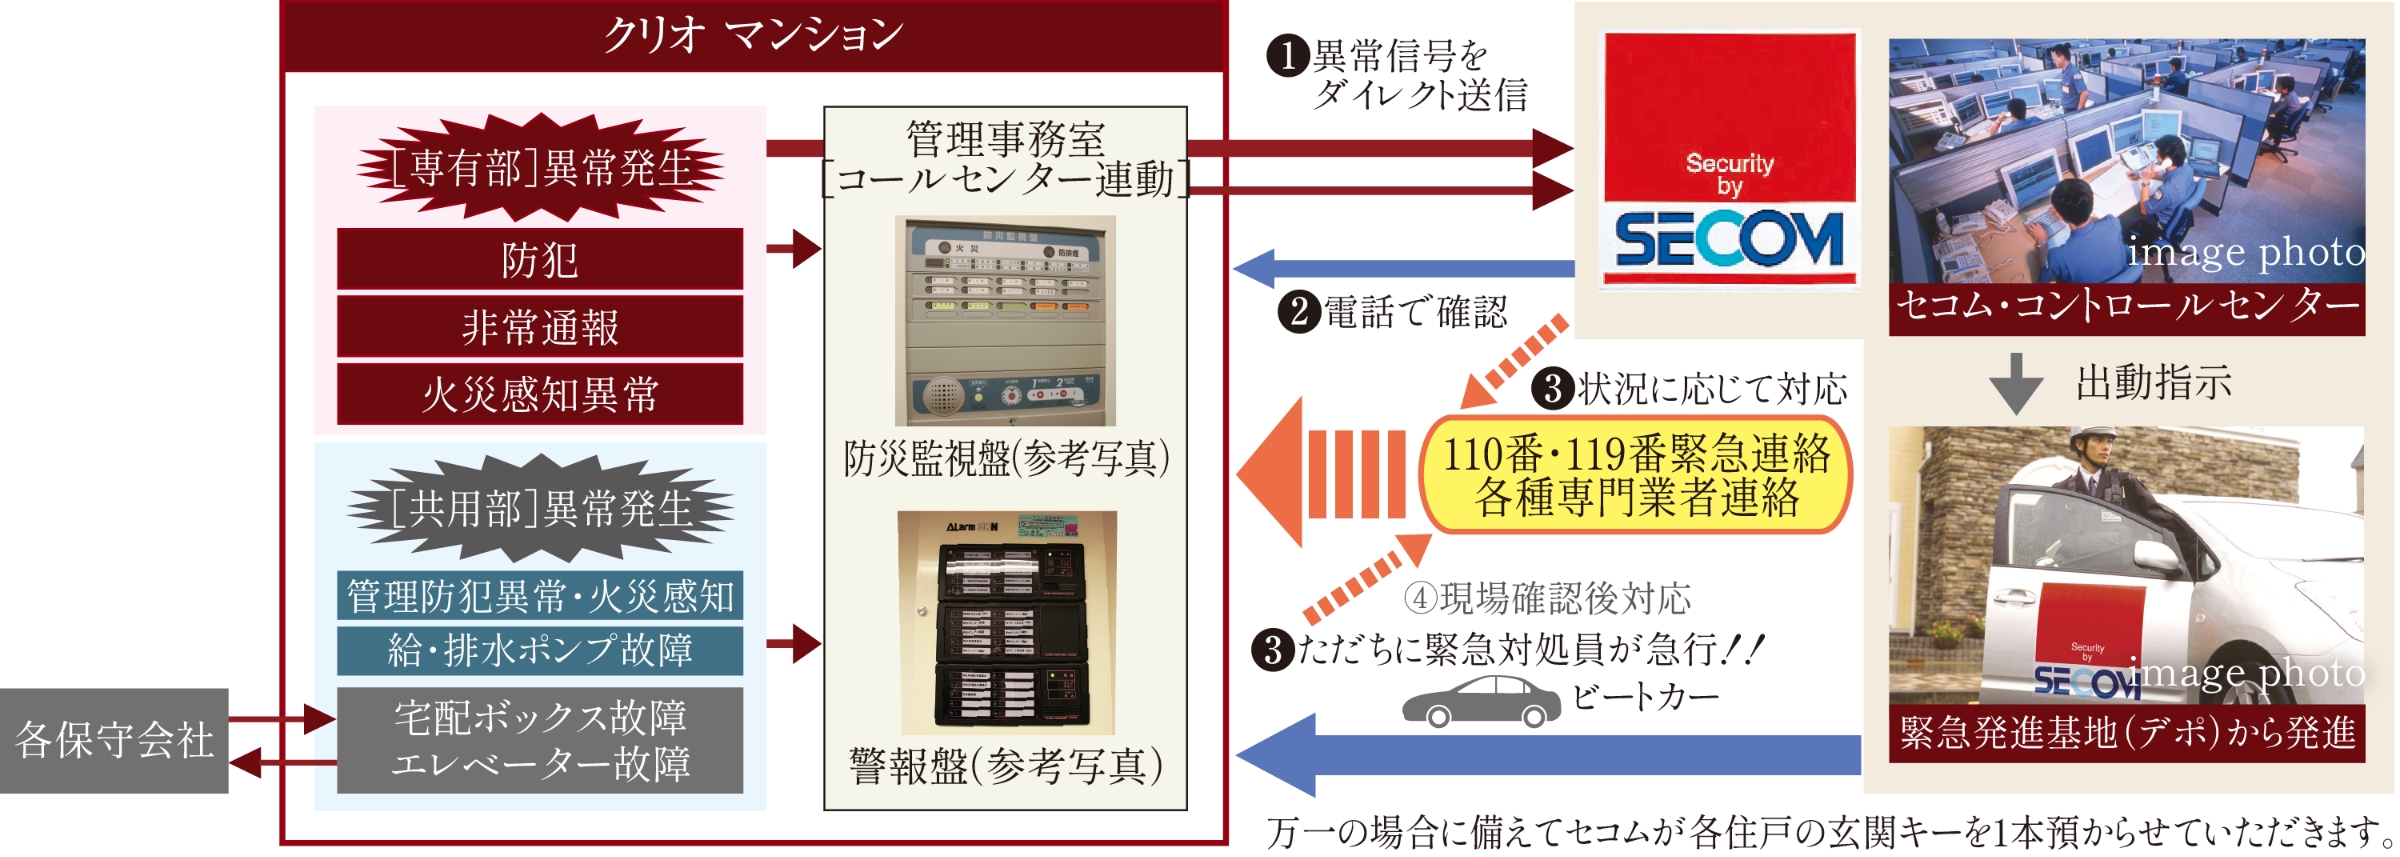 クリオ マンション
[専有部]異常発生
防犯
非常通報
火災感知異常
[共用部]異常発生
管理防犯異常・火災感知
給・排水ポンプ故障
宅配ボックス故障
エレベーター故障
各保守会社
管理事務室
[コールセンター連動]
防災監視盤
火災
防排煙
防災監視盤(参考写真)
ALarm
警報盤(参考写真)
❶異常信号を
ダイレクト送信
❷電話で確認
❸状況に応じて対応
110番・119番緊急連絡
各種専門業者連絡
④現場確認後対応
❸ただちに緊急対処員が急行!!
ビートカー
Security
by
SECOM
image photo
セコム・コントロールセンター
出動指示
Security
by
SECOM
image photo
緊急発進基地(デポ)から発進
万一の場合に備えてセコムが各住戸の玄関キーを1本預からせていただきます。